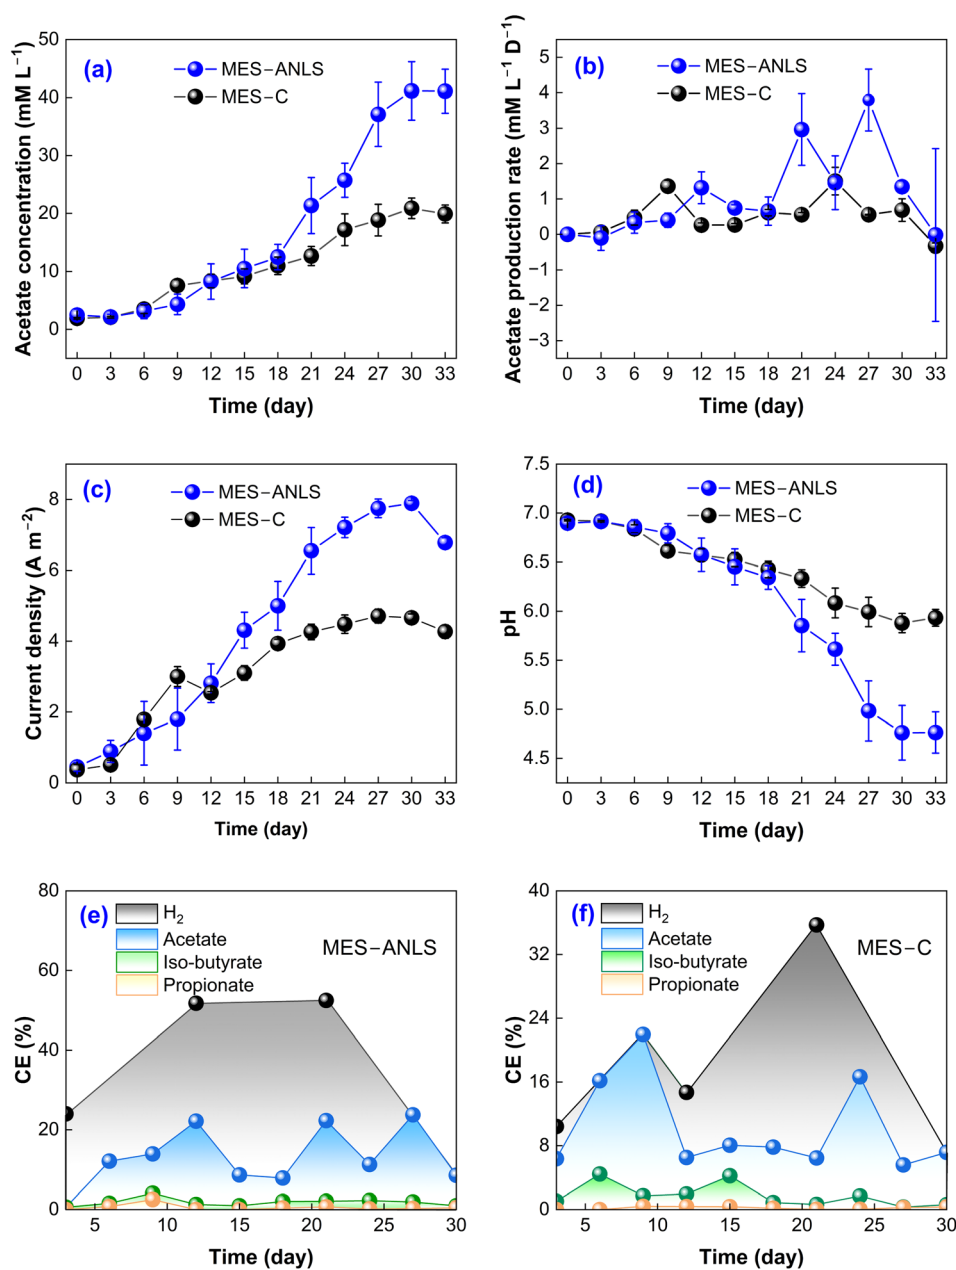 (a)
MES−ANLS
MES−C
Acetate concentration (mM L⁻¹)
50
40
30
20
10
0
0 3 6 9 12 15 18 21 24 27 30 33
Time (day)
(b)
MES−ANLS
MES−C
Acetate production rate (mM L⁻¹ D⁻¹)
5
4
3
2
1
0
−1
−2
−3
0 3 6 9 12 15 18 21 24 27 30 33
Time (day)
(c)
MES−ANLS
MES−C
Current density (A m⁻²)
8
6
4
2
0
0 3 6 9 12 15 18 21 24 27 30 33
Time (day)
(d)
MES−ANLS
MES−C
pH
7.5
7.0
6.5
6.0
5.5
5.0
4.5
0 3 6 9 12 15 18 21 24 27 30 33
Time (day)
(e)
H₂
Acetate
Iso-butyrate
Propionate
MES−ANLS
CE (%)
80
60
40
20
0
5 10 15 20 25 30
Time (day)
(f)
H₂
Acetate
Iso-butyrate
Propionate
MES−C
CE (%)
40
36
32
28
24
20
16
12
8
4
0
5 10 15 20 25 30
Time (day)